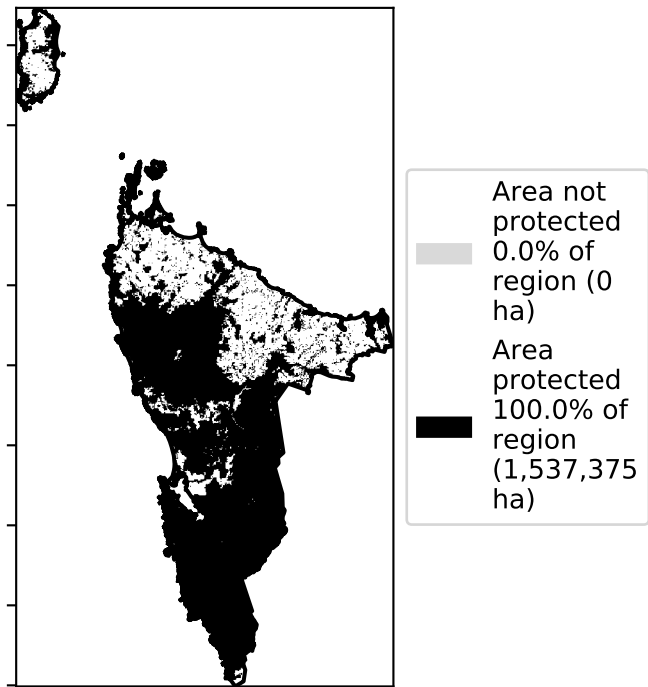 Area not
protected
0.0% of
region (0
ha)
Area
protected
100.0% of
region
(1,537,375
ha)